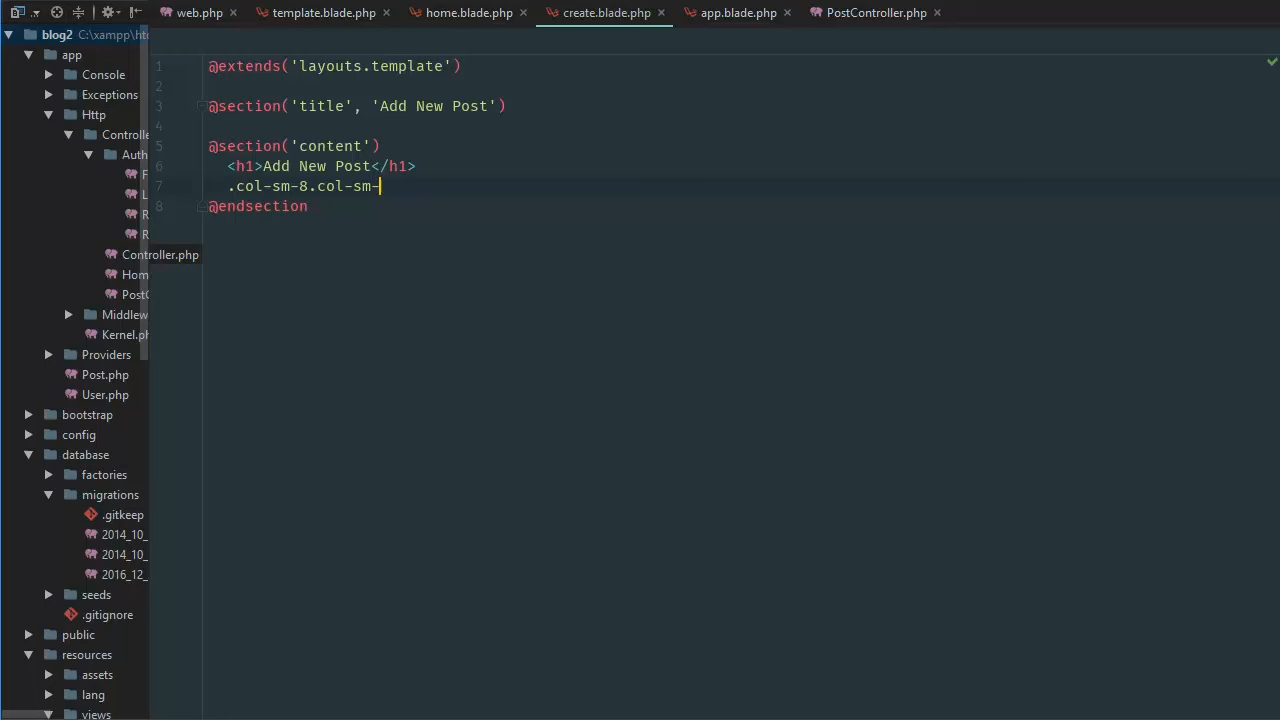 web.php
template.blade.php
home.blade.php
create.blade.php
app.blade.php
PostController.php
blog2 C:\xampp\htc
app
Console
Exceptions
Http
Controlle
Auth
F
L
R
R
Controller.php
Hom
PostC
Middlew
Kernel.ph
Providers
Post.php
User.php
bootstrap
config
database
factories
migrations
.gitkeep
2014_10_
2014_10_
2016_12_
seeds
.gitignore
public
resources
assets
lang
views
1 @extends('layouts.template')
2
3 @section('title', 'Add New Post')
4
5 @section('content')
6 <h1>Add New Post</h1>
7 .col-sm-8.col-sm-
8 @endsection